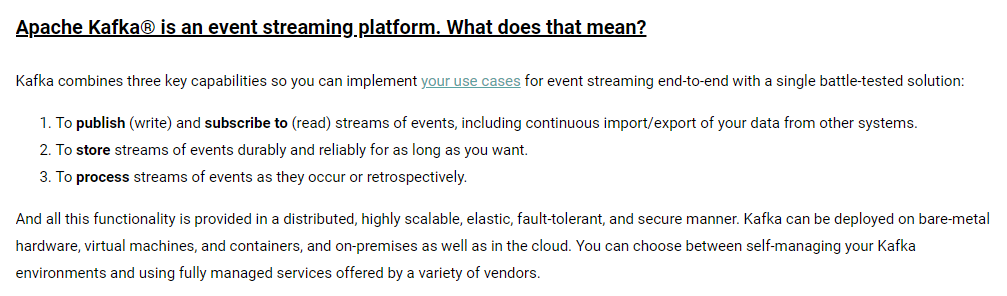 Apache Kafka® is an event streaming platform. What does that mean?
Kafka combines three key capabilities so you can implement your use cases for event streaming end-to-end with a single battle-tested solution:
1. To publish (write) and subscribe to (read) streams of events, including continuous import/export of your data from other systems.
2. To store streams of events durably and reliably for as long as you want.
3. To process streams of events as they occur or retrospectively.
And all this functionality is provided in a distributed, highly scalable, elastic, fault-tolerant, and secure manner. Kafka can be deployed on bare-metal
hardware, virtual machines, and containers, and on-premises as well as in the cloud. You can choose between self-managing your Kafka
environments and using fully managed services offered by a variety of vendors.